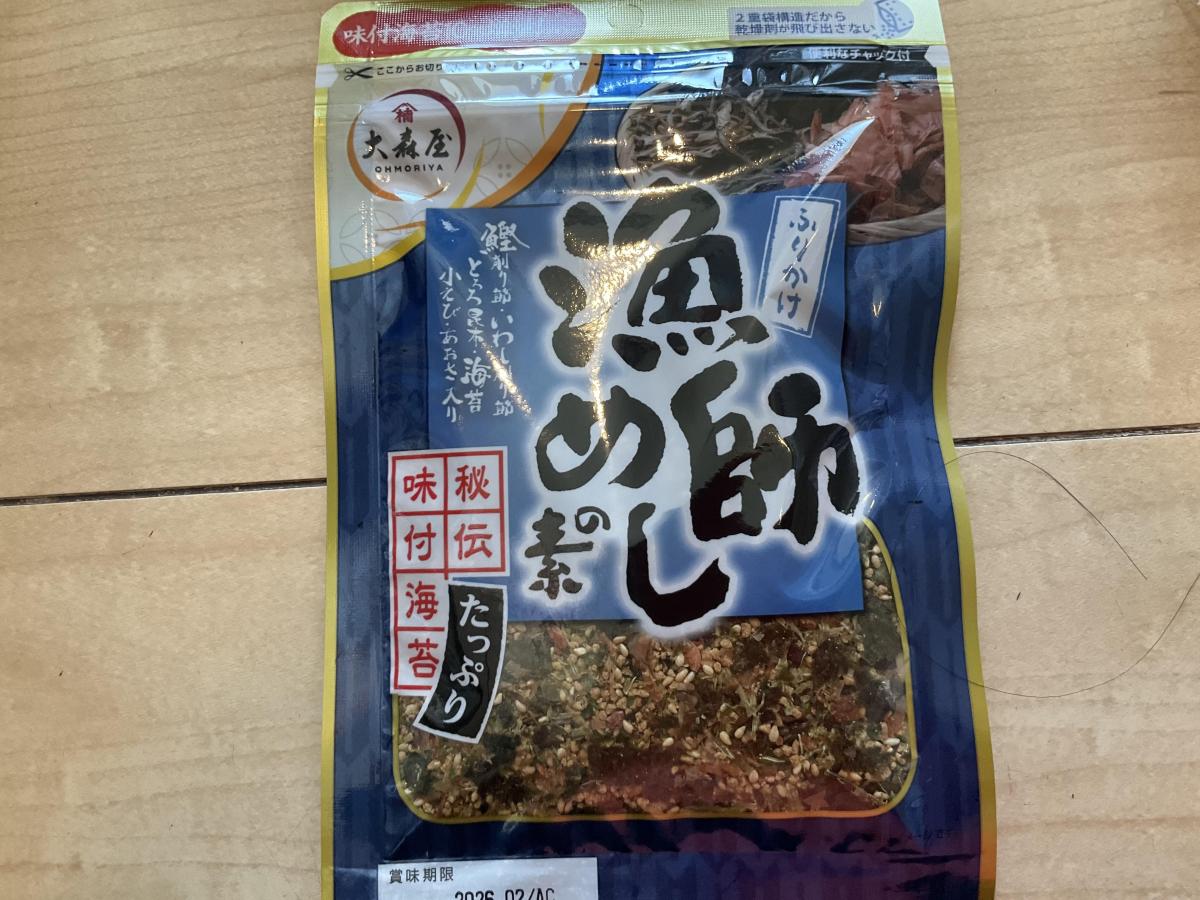 味付海苔
2重袋構造だから
乾燥剤が飛び出さない
ここからお切り
便利なチャック付
大森屋
OHMORIYA
ふりかけ
漁師
めし
の素
鰹削り節・いわし削り節
とろろ昆布・海苔
小えび・あおさ入り
秘伝
味付海苔
たっぷり
賞味期限
2026.02/AC